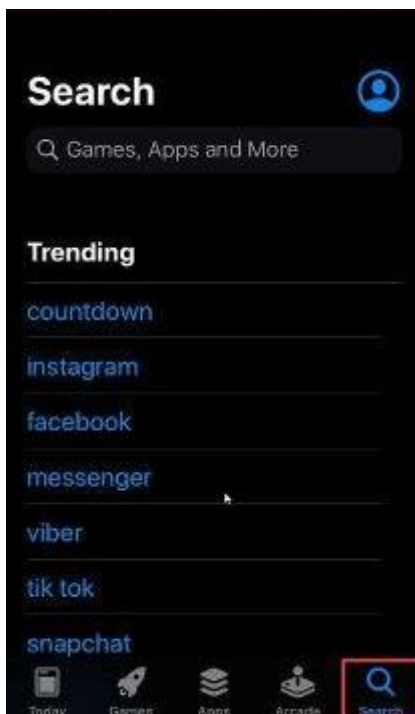 Search
Games, Apps and More
Trending
countdown
instagram
facebook
messenger
viber
tik tok
snapchat
Today
Games
Apps
Arcade
Search